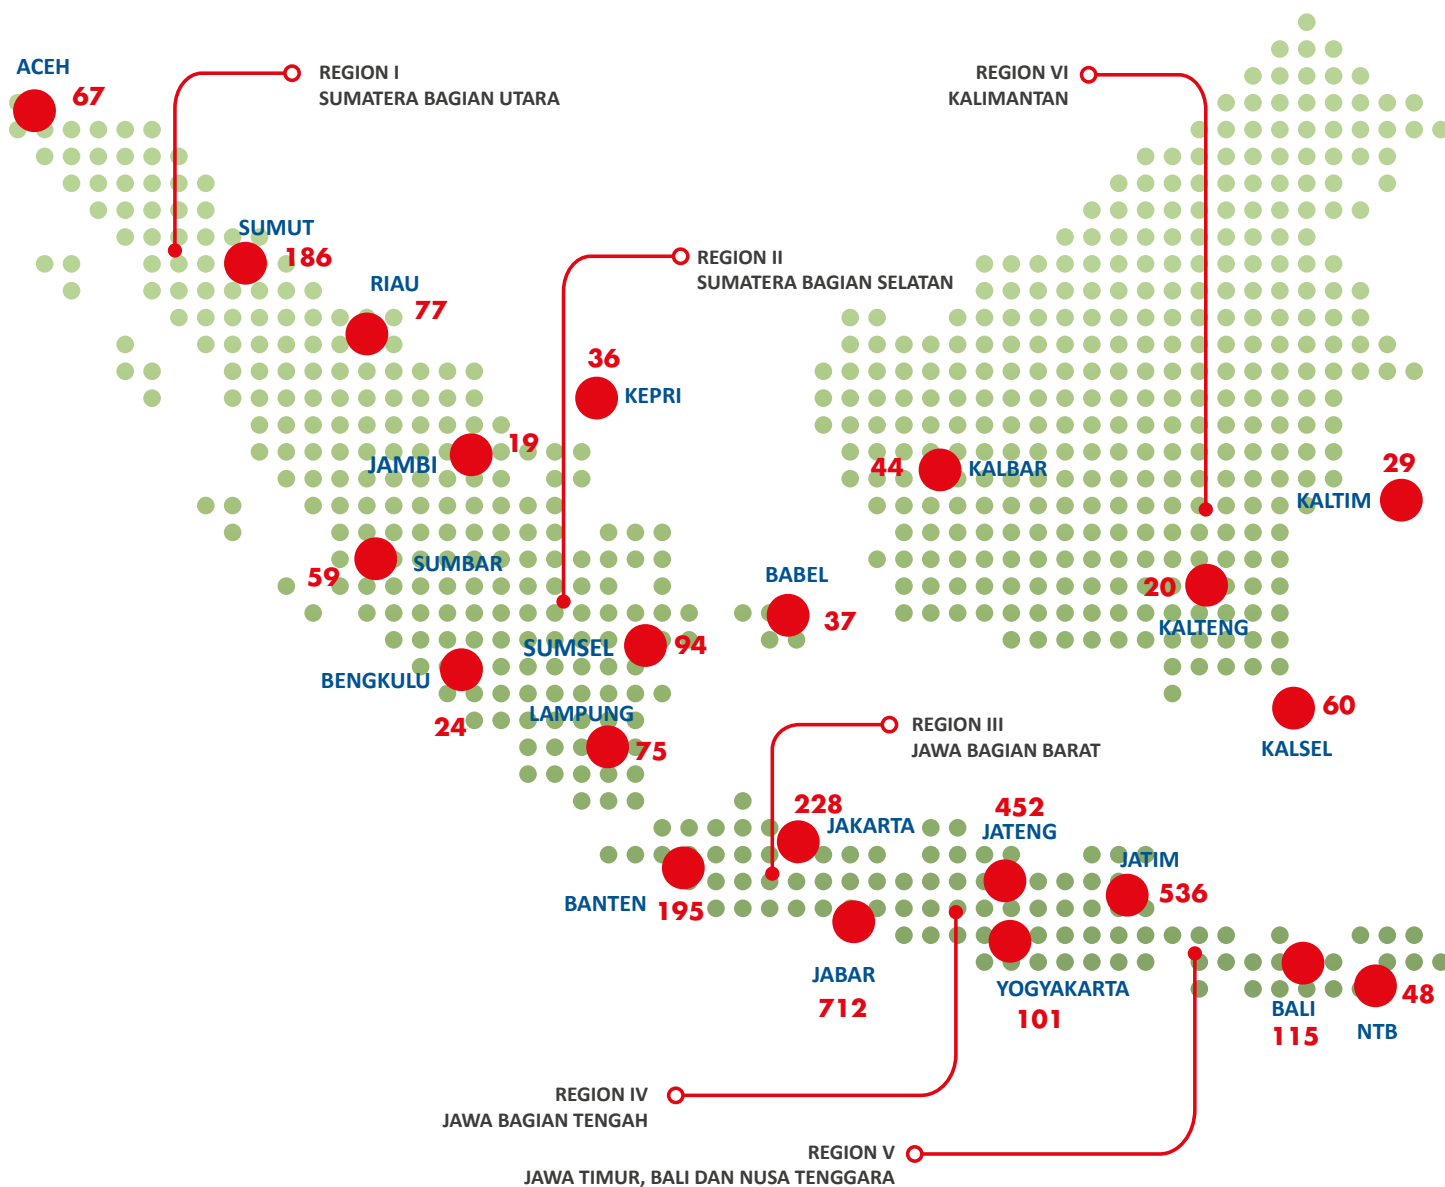 ACEH
67
REGION I
SUMATERA BAGIAN UTARA
REGION VI
KALIMANTAN
SUMUT
186
REGION II
SUMATERA BAGIAN SELATAN
RIAU
77
36
KEPRI
19
JAMBI
44
KALBAR
29
KALTIM
SUMBAR
59
BABEL
37
20
KALTENG
SUMSEL
94
BENGKULU
24
LAMPUNG
75
60
KALSEL
REGION III
JAWA BAGIAN BARAT
228
JAKARTA
452
JATENG
JATIM
536
BANTEN
195
JABAR
712
YOGYAKARTA
101
BALI
115
48
NTB
REGION IV
JAWA BAGIAN TENGAH
REGION V
JAWA TIMUR, BALI DAN NUSA TENGGARA